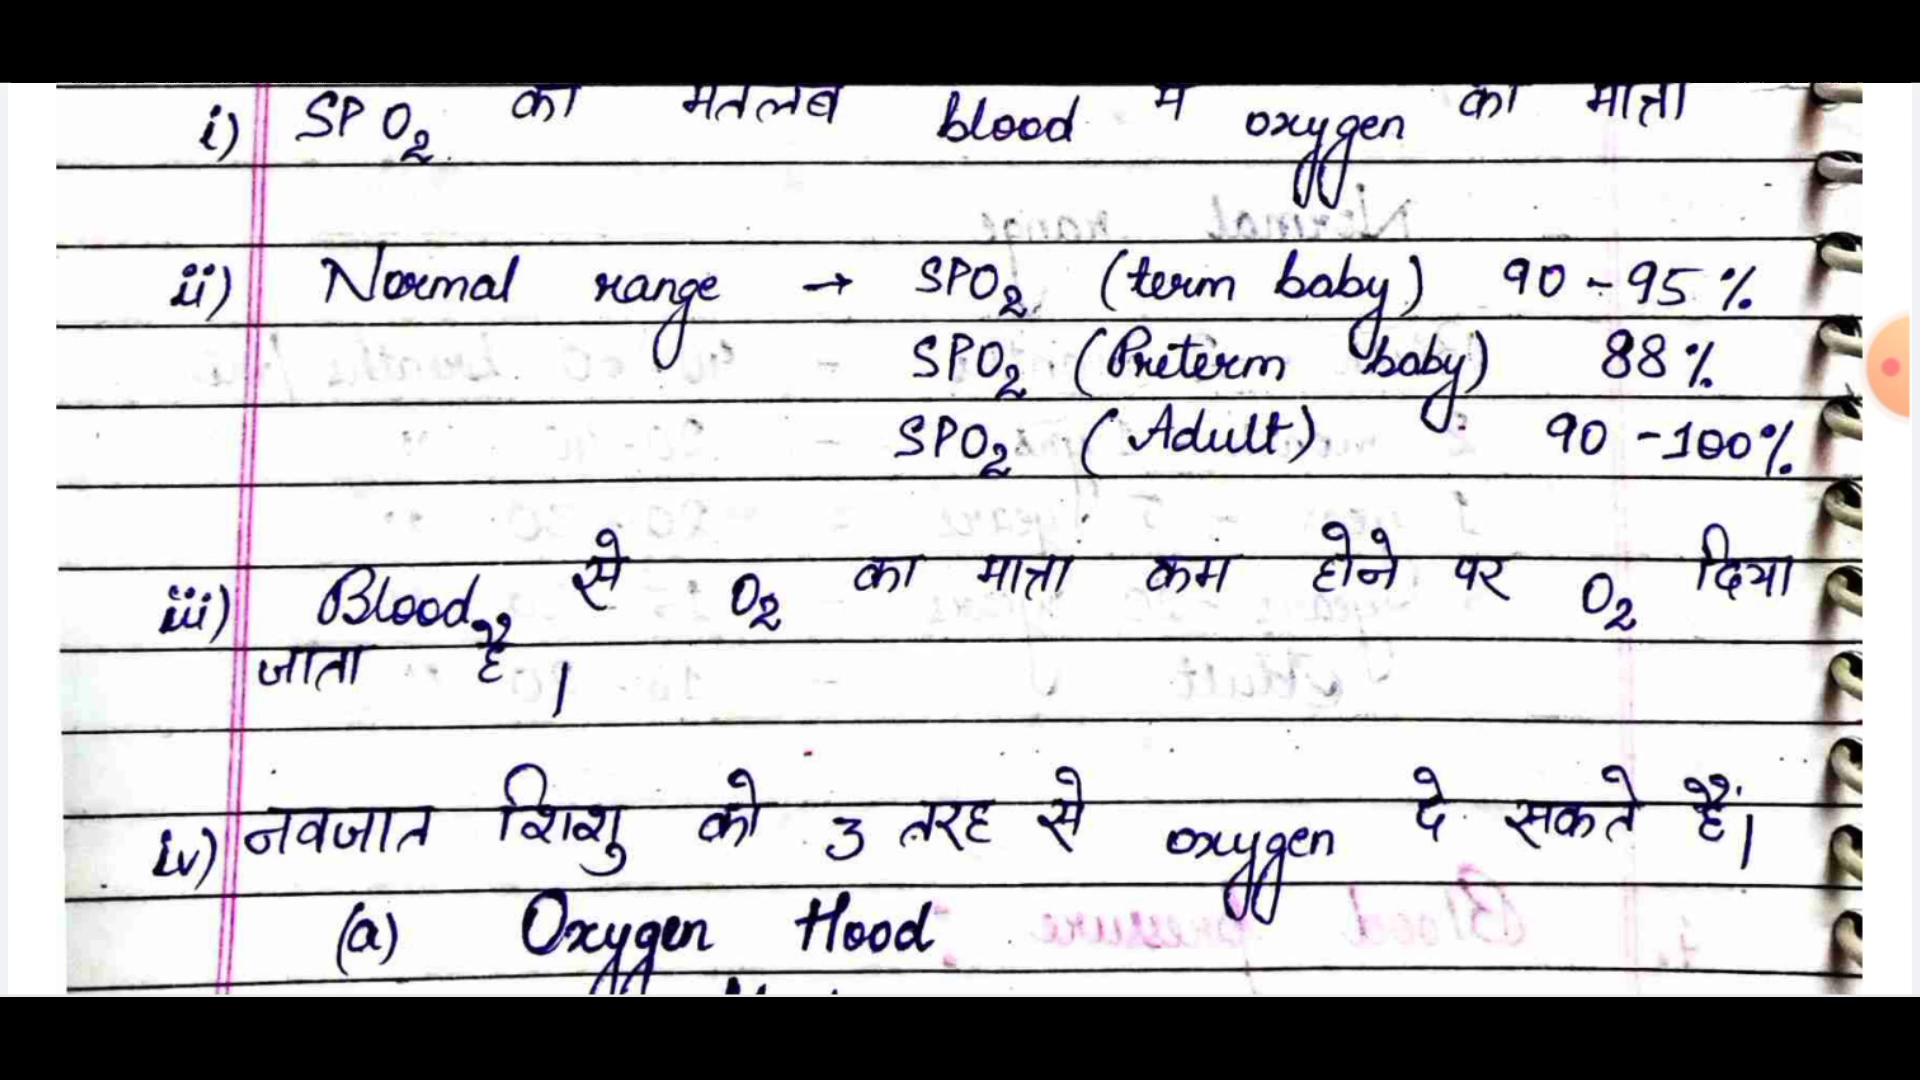 i) SPO₂ का मतलब blood में oxygen का मात्रा
ii) Normal range → SPO₂ (term baby) 90 - 95 %
SPO₂ (Preterm baby) 88 %
SPO₂ (Adult) 90 - 100%
iii) Blood से O₂ का मात्रा कम होने पर O₂ दिया
जाता है।
iv) नवजात शिशु को 3 तरह से oxygen दे सकते हैं।
(a) Oxygen Hood